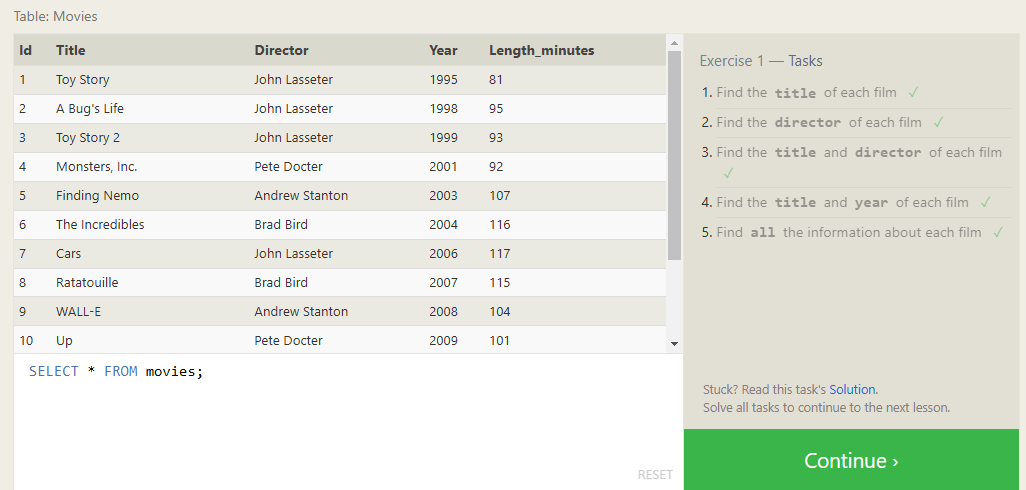 Table: Movies
Id Title Director Year Length_minutes
1 Toy Story John Lasseter 1995 81
2 A Bug's Life John Lasseter 1998 95
3 Toy Story 2 John Lasseter 1999 93
4 Monsters, Inc. Pete Docter 2001 92
5 Finding Nemo Andrew Stanton 2003 107
6 The Incredibles Brad Bird 2004 116
7 Cars John Lasseter 2006 117
8 Ratatouille Brad Bird 2007 115
9 WALL-E Andrew Stanton 2008 104
10 Up Pete Docter 2009 101
SELECT * FROM movies;
RESET
Exercise 1 — Tasks
1. Find the title of each film ✓
2. Find the director of each film ✓
3. Find the title and director of each film
✓
4. Find the title and year of each film ✓
5. Find all the information about each film ✓
Stuck? Read this task's Solution.
Solve all tasks to continue to the next lesson.
Continue ›